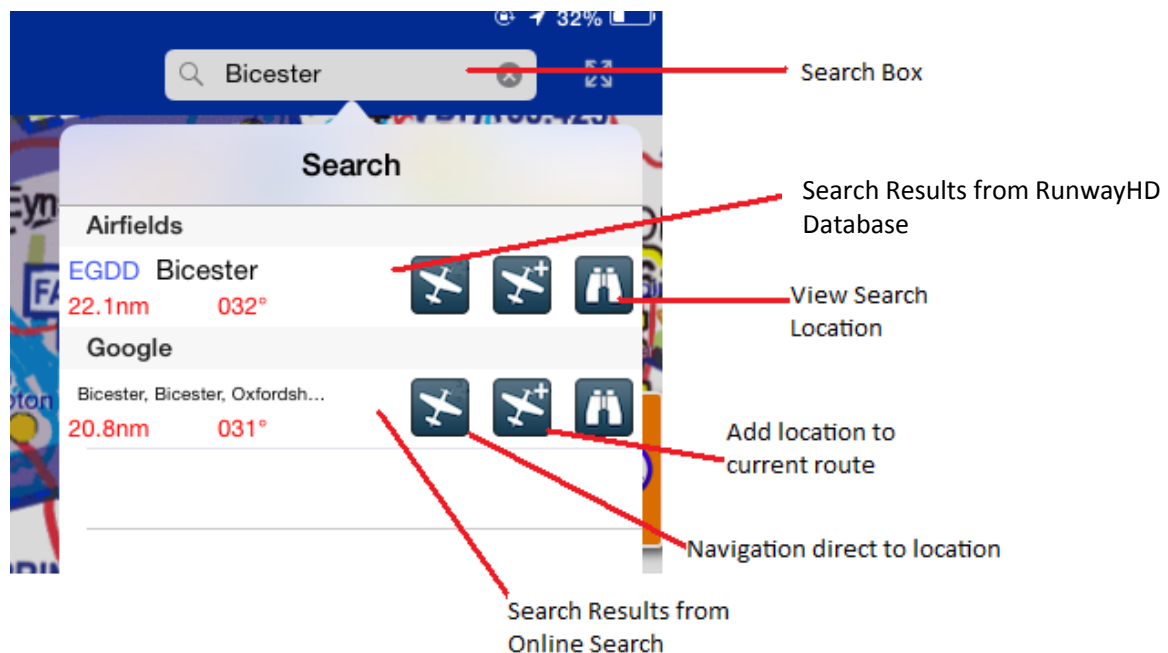 32%
Bicester
Search Box
Search
Eyn
Search Results from RunwayHD
Database
Airfields
EGDD Bicester
22.1nm 032°
View Search
Location
Google
Bicester, Bicester, Oxfordsh...
20.8nm 031°
pton
Add location to
current route
Navigation direct to location
Search Results from
Online Search